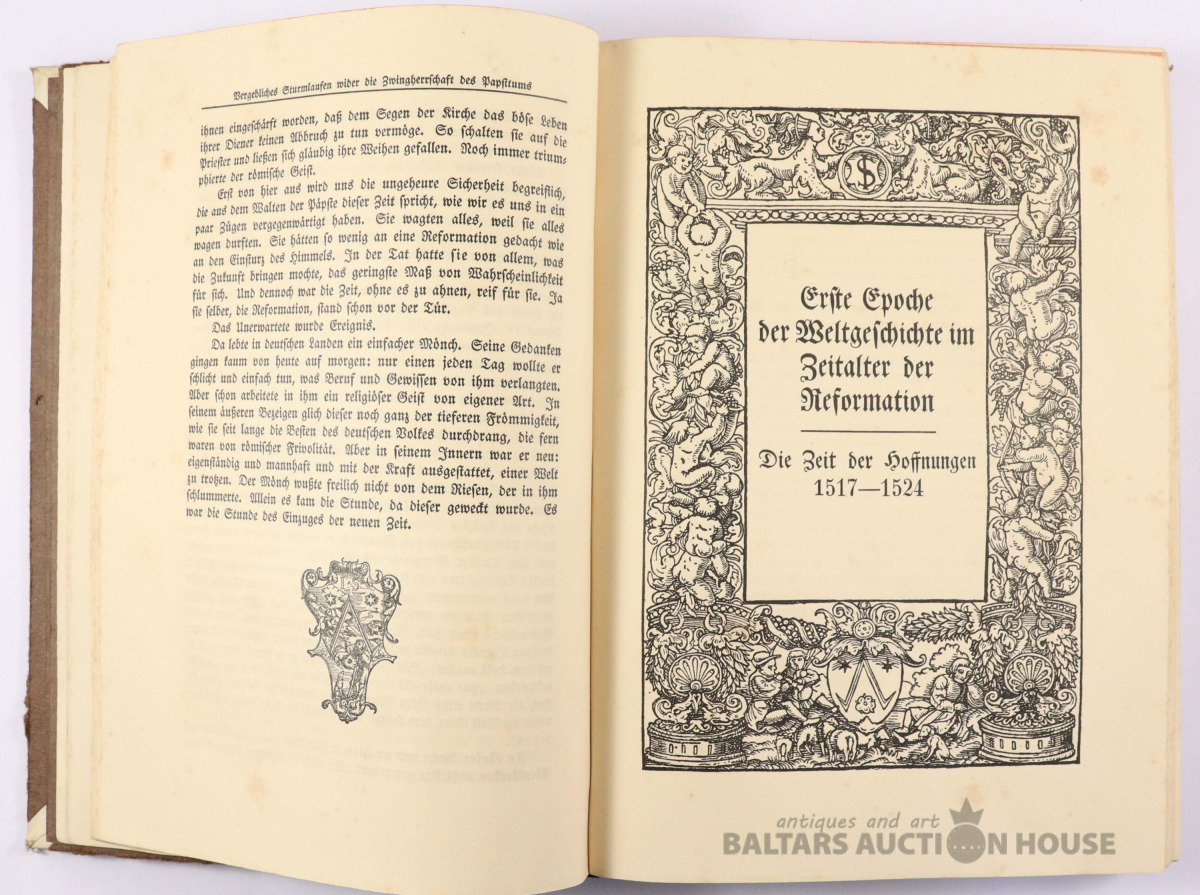 Vergebliches Sturmlaufen wider die Zwingherrschaft des Papsttums
ihnen eingeschärft worden, daß dem Segen der Kirche das böse Leben
ihrer Diener keinen Abbruch zu tun vermöge. So schalten sie auf die
Priester und ließen sich gläubig ihre Weihen gefallen. Noch immer trium-
phierte der römische Geist.
Erst von hier aus wird uns die ungeheure Sicherheit begreiflich,
die aus dem Walten der Päpste dieser Zeit spricht, wie wir es uns in ein
paar Zügen vergegenwärtigt haben. Sie wagten alles, weil sie alles
wagen durften. Sie hätten so wenig an eine Reformation gedacht wie
an den Einsturz des Himmels. In der Tat hatte sie von allem, was
die Zukunft bringen mochte, das geringste Maß von Wahrscheinlichkeit
für sich. Und dennoch war die Zeit, ohne es zu ahnen, reif für sie. Ja
sie selber, die Reformation, stand schon vor der Tür.
Das Unerwartete wurde Ereignis.
Da lebte in deutschen Landen ein einfacher Mönch. Seine Gedanken
gingen kaum von heute auf morgen: nur einen jeden Tag wollte er
schlicht und einfach tun, was Beruf und Gewissen von ihm verlangten.
Aber schon arbeitete in ihm ein religiöser Geist von eigener Art. In
seinem äußeren Bezeigen glich dieser noch ganz der tieferen Frömmigkeit,
wie sie seit lange die Besten des deutschen Volkes durchdrang, die fern
waren von römischer Frivolität. Aber in seinem Innern war er neu:
eigenständig und mannhaft und mit der Kraft ausgestattet, einer Welt
zu trotzen. Der Mönch wußte freilich nicht von dem Riesen, der in ihm
schlummerte. Allein es kam die Stunde, da dieser geweckt wurde. Es
war die Stunde des Einzuges der neuen Zeit.
Erste Epoche
der Weltgeschichte im
Zeitalter der
Reformation
Die Zeit der Hoffnungen
1517—1524
antiques and art
BALTARS AUCTION HOUSE